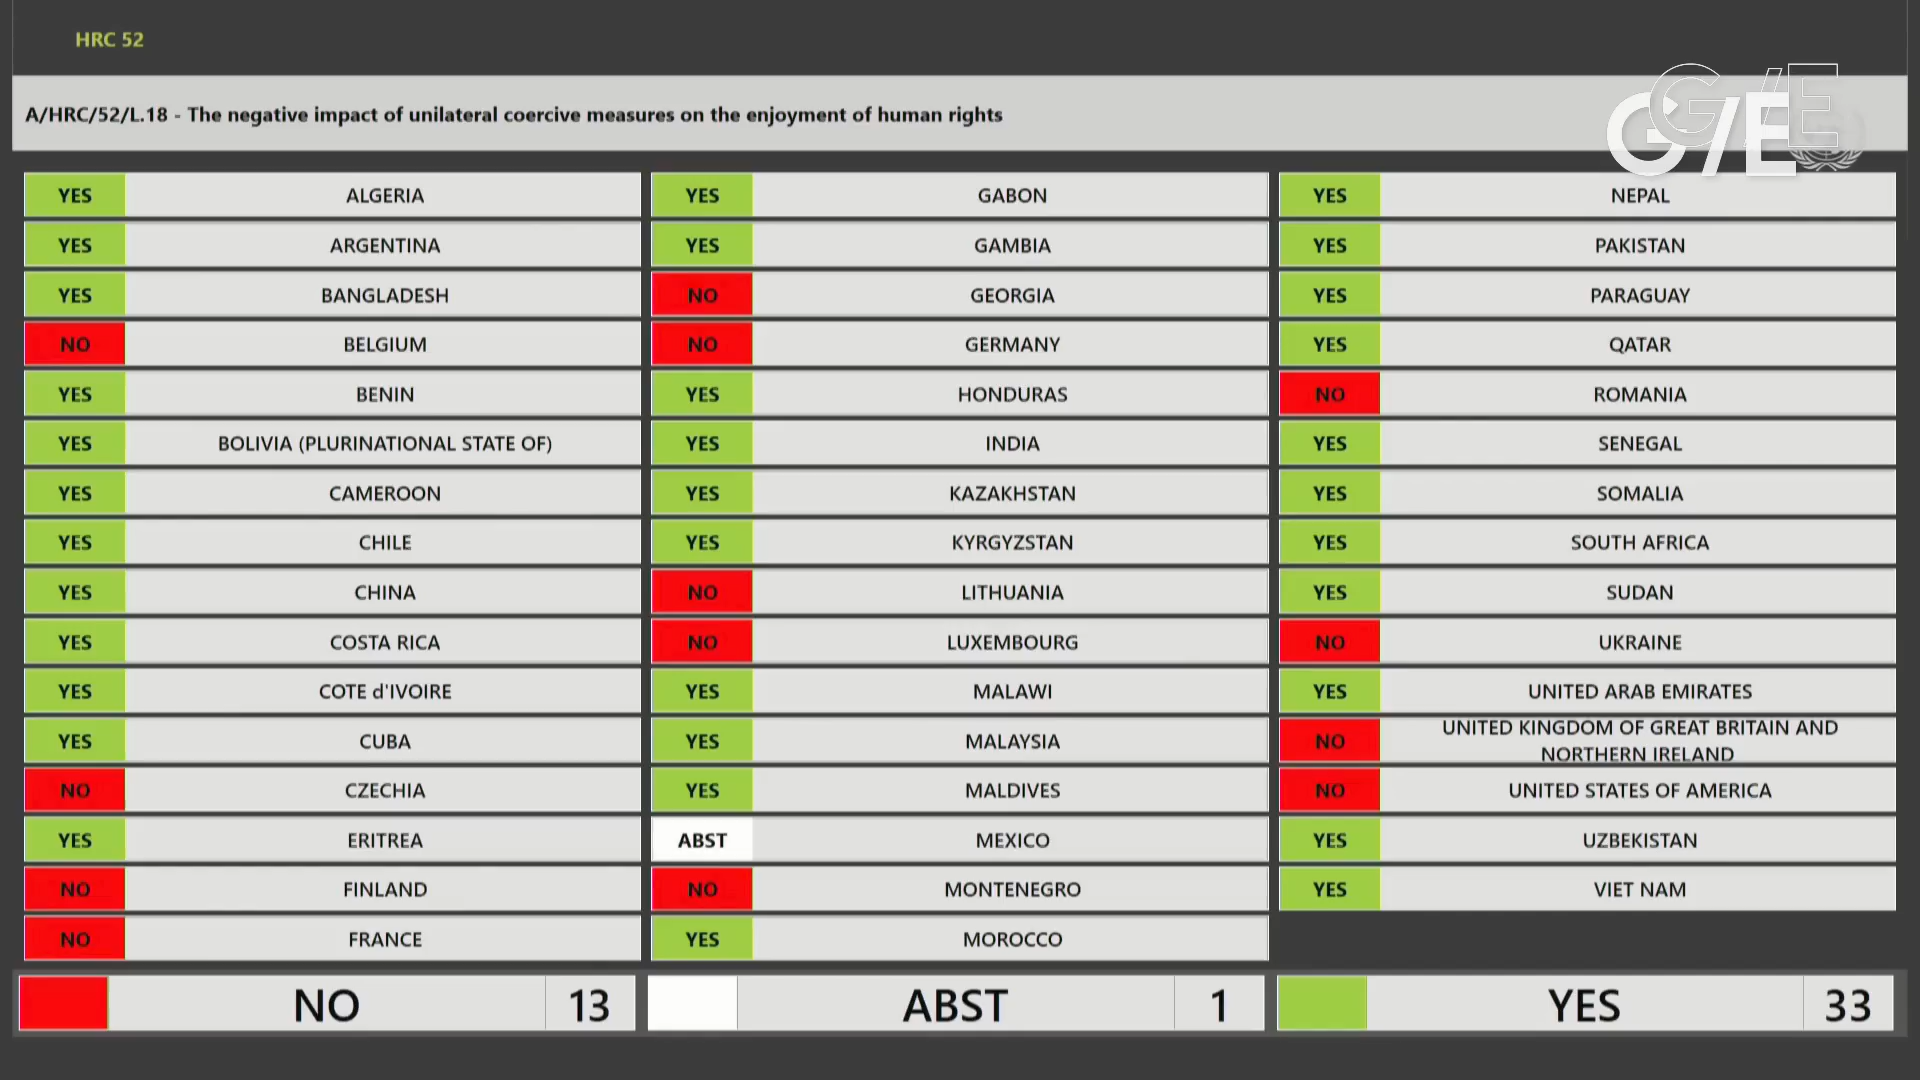 HRC 52
A/HRC/52/L.18 - The negative impact of unilateral coercive measures on the enjoyment of human rights
G/E
G/E
YES ALGERIA
YES ARGENTINA
YES BANGLADESH
NO BELGIUM
YES BENIN
YES BOLIVIA (PLURINATIONAL STATE OF)
YES CAMEROON
YES CHILE
YES CHINA
YES COSTA RICA
YES COTE d'IVOIRE
YES CUBA
NO CZECHIA
YES ERITREA
NO FINLAND
NO FRANCE
YES GABON
YES GAMBIA
NO GEORGIA
NO GERMANY
YES HONDURAS
YES INDIA
YES KAZAKHSTAN
YES KYRGYZSTAN
NO LITHUANIA
NO LUXEMBOURG
YES MALAWI
YES MALAYSIA
YES MALDIVES
ABST MEXICO
NO MONTENEGRO
YES MOROCCO
YES NEPAL
YES PAKISTAN
YES PARAGUAY
YES QATAR
NO ROMANIA
YES SENEGAL
YES SOMALIA
YES SOUTH AFRICA
YES SUDAN
NO UKRAINE
YES UNITED ARAB EMIRATES
NO UNITED KINGDOM OF GREAT BRITAIN AND
NORTHERN IRELAND
NO UNITED STATES OF AMERICA
YES UZBEKISTAN
YES VIET NAM
NO 13
ABST 1
YES 33